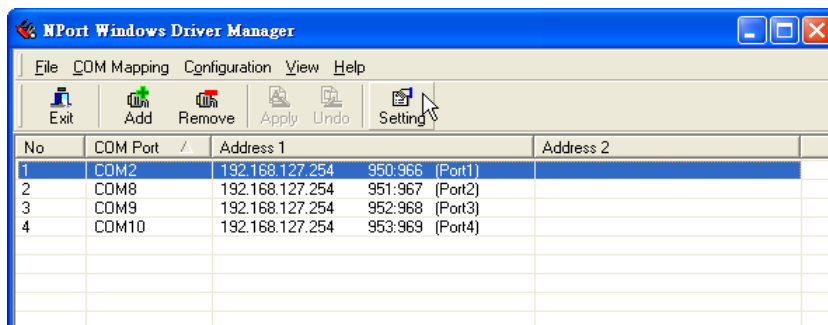 NPort Windows Driver Manager
File COM Mapping Configuration View Help
Exit Add Remove Apply Undo Setting
No COM Port Address 1 Address 2
1 COM2 192.168.127.254 950:966 (Port1)
2 COM8 192.168.127.254 951:967 (Port2)
3 COM9 192.168.127.254 952:968 (Port3)
4 COM10 192.168.127.254 953:969 (Port4)